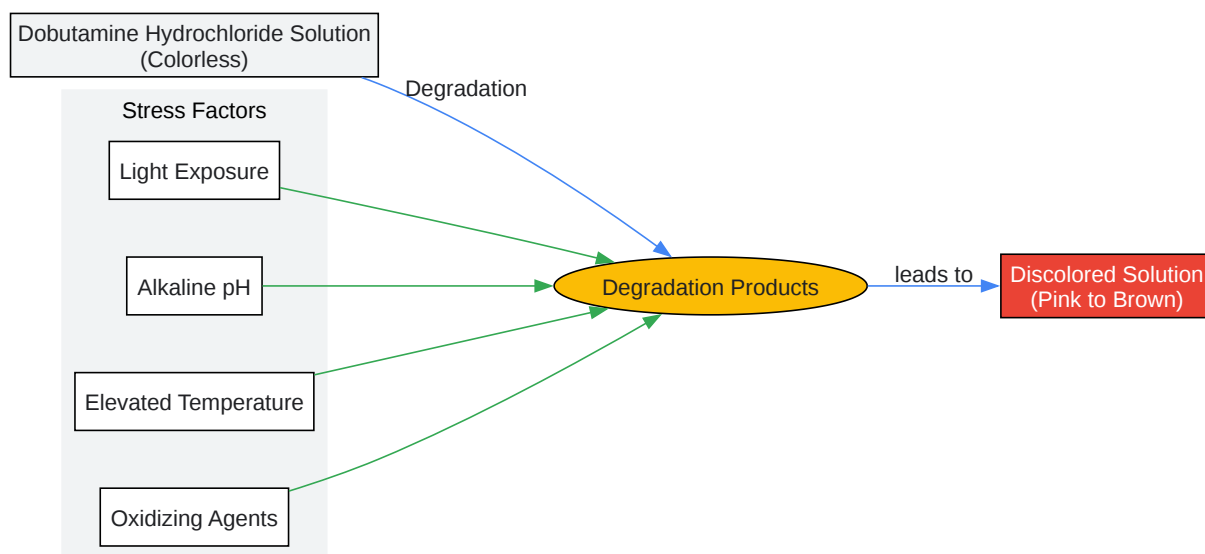 Dobutamine Hydrochloride Solution
(Colorless)
Degradation
Stress Factors
Light Exposure
Alkaline pH
Elevated Temperature
Oxidizing Agents
Degradation Products
leads to
Discolored Solution
(Pink to Brown)